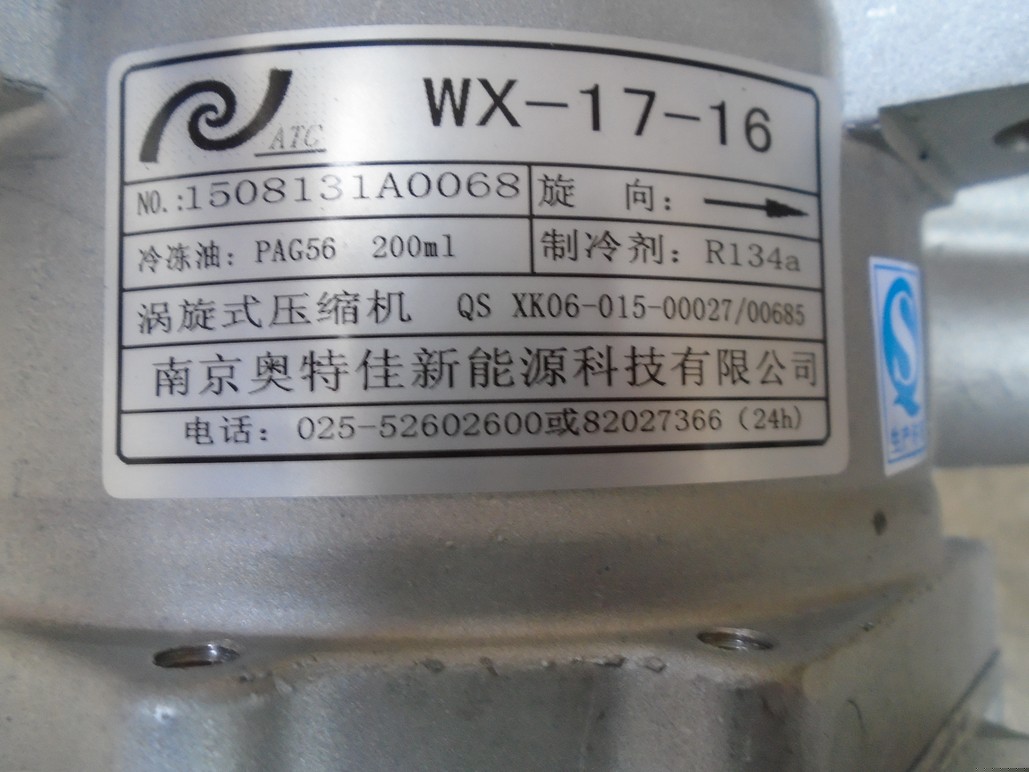 ATC
WX-17-16
NO.:1508131A0068
旋 向:
冷冻油: PAG56 200ml
制冷剂: R134a
涡旋式压缩机 QS XK06-015-00027/00685
南京奥特佳新能源科技有限公司
电话: 025-52602600或82027366 (24h)
生产许